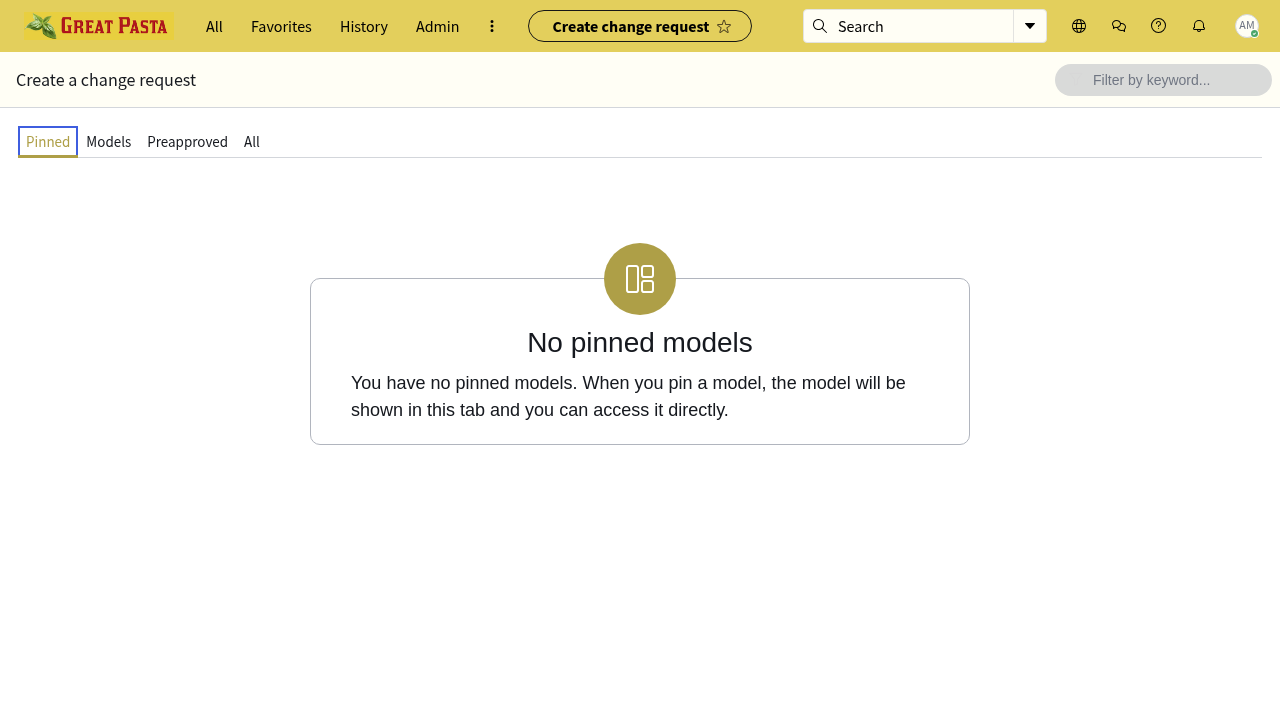 GREAT PASTA
All
Favorites
History
Admin
Create change request
Search
AM
Create a change request
Filter by keyword...
Pinned
Models
Preapproved
All
No pinned models
You have no pinned models. When you pin a model, the model will be
shown in this tab and you can access it directly.